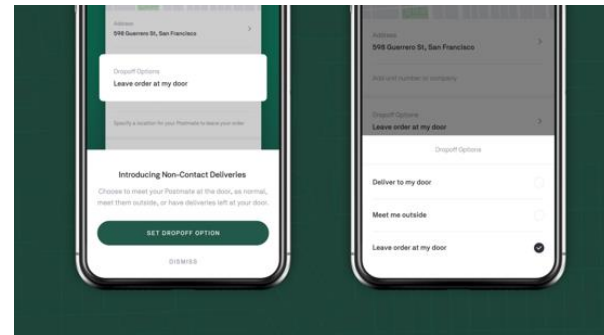 Address
598 Guerrero St, San Francisco
Dropoff Options
Leave order at my door
Specify a location for your Postmate to leave your order
Introducing Non-Contact Deliveries
Choose to meet your Postmate at the door, as normal,
meet them outside, or have deliveries left at your door.
SET DROPOFF OPTION
DISMISS
Address
598 Guerrero St, San Francisco
Add unit number or company
Dropoff Options
Leave order at my door
Dropoff Options
Deliver to my door
Meet me outside
Leave order at my door